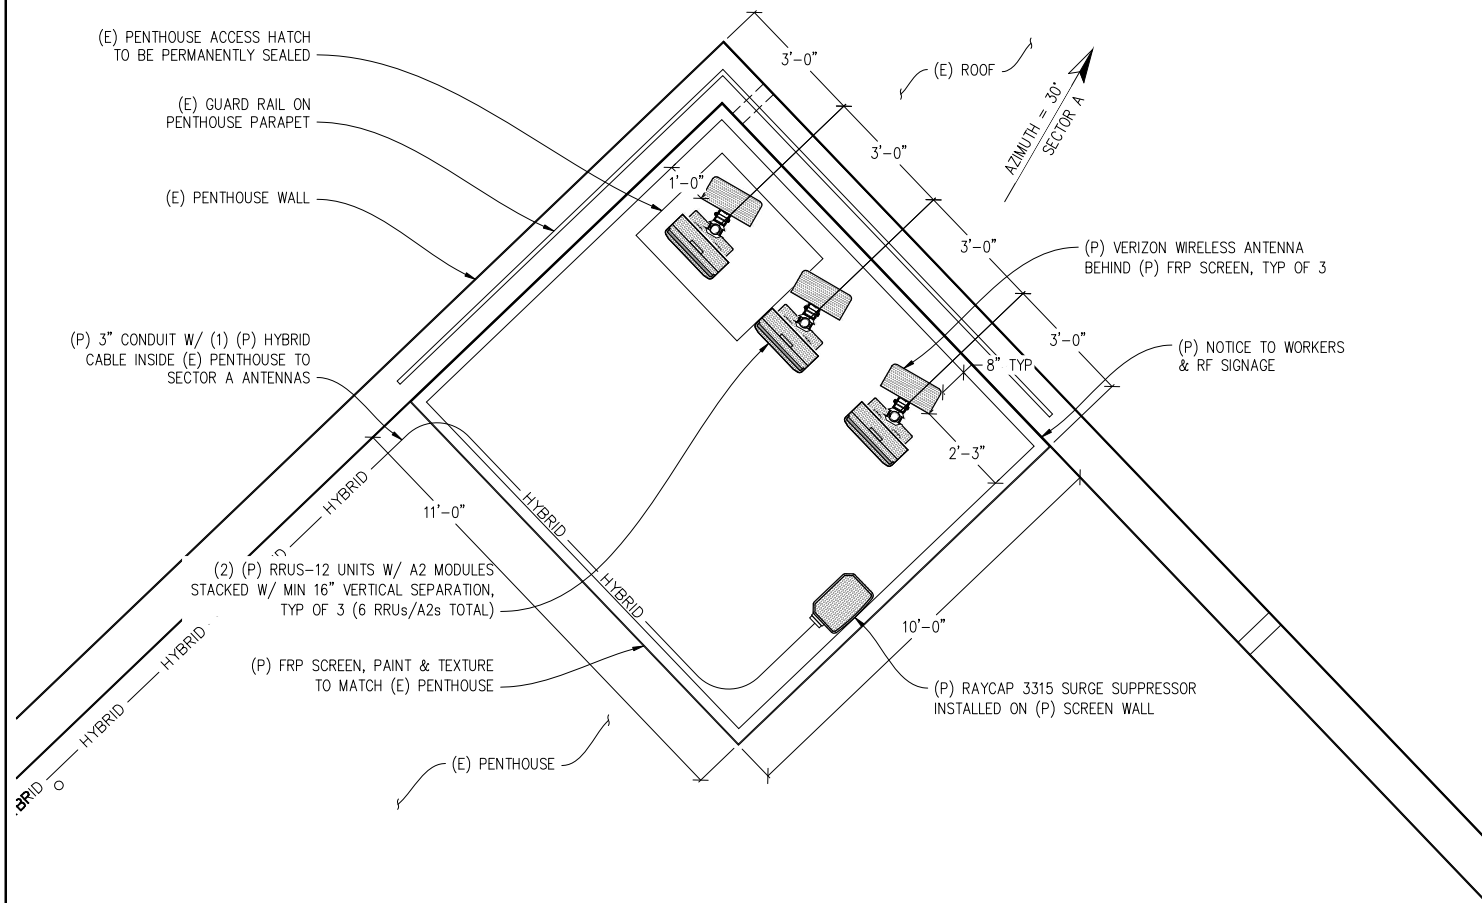 (E) PENTHOUSE ACCESS HATCH
TO BE PERMANENTLY SEALED
3'-0"
(E) ROOF
AZIMUTH = 30°
SECTOR A
(E) GUARD RAIL ON
PENTHOUSE PARAPET
3'-0"
1'-0"
(E) PENTHOUSE WALL
3'-0"
(P) VERIZON WIRELESS ANTENNA
BEHIND (P) FRP SCREEN, TYP OF 3
(P) 3" CONDUIT W/ (1) (P) HYBRID
CABLE INSIDE (E) PENTHOUSE TO
SECTOR A ANTENNAS
3'-0"
8" TYP
(P) NOTICE TO WORKERS
& RF SIGNAGE
2'-3"
HYBRID
11'-0"
HYBRID
(2) (P) RRUS-12 UNITS W/ A2 MODULES
STACKED W/ MIN 16" VERTICAL SEPARATION,
TYP OF 3 (6 RRUs/A2s TOTAL)
HYBRID
10'-0"
HYBRID
(P) FRP SCREEN, PAINT & TEXTURE
TO MATCH (E) PENTHOUSE
(P) RAYCAP 3315 SURGE SUPPRESSOR
INSTALLED ON (P) SCREEN WALL
HYBRID
(E) PENTHOUSE
BRID